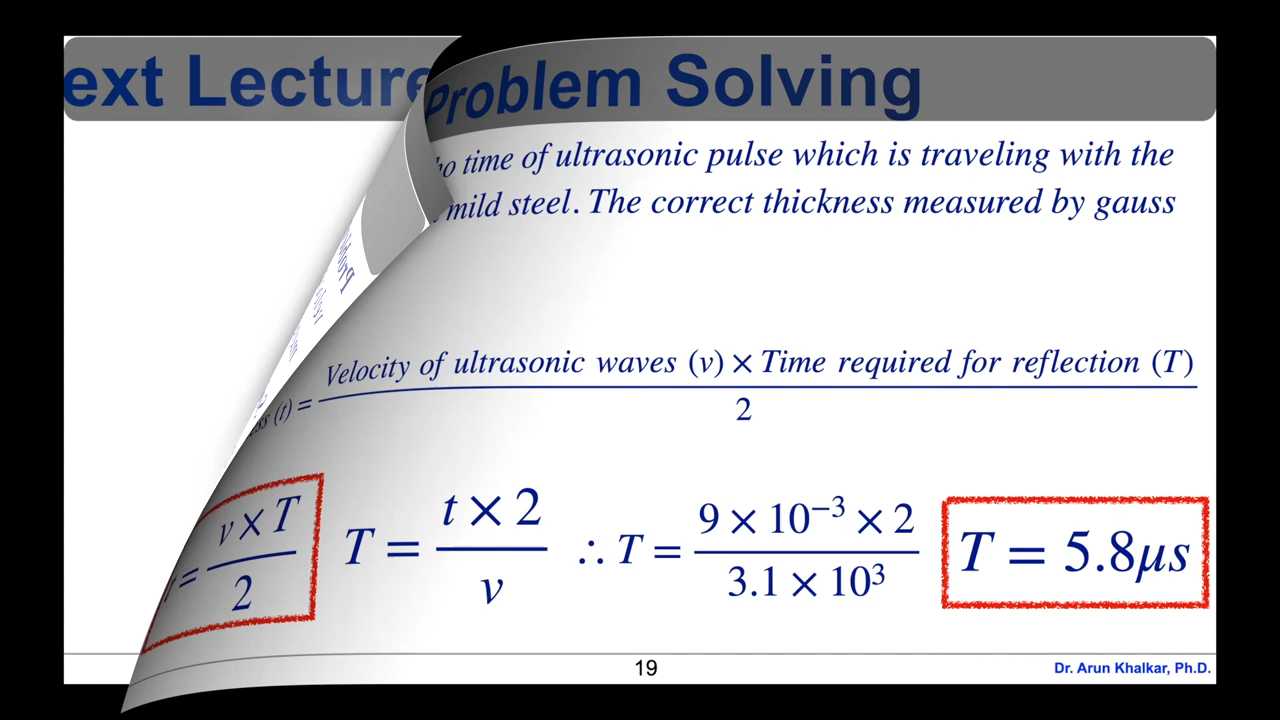 ext Lecture
Problem Solving
time of ultrasonic pulse which is traveling with the
mild steel. The correct thickness measured by gauss
(t) = Velocity of ultrasonic waves (v) × Time required for reflection (T) / 2
t = v × T / 2
T = t × 2 / v
∴ T = 9 × 10⁻³ × 2 / 3.1 × 10³
T = 5.8μs
19
Dr. Arun Khalkar, Ph.D.